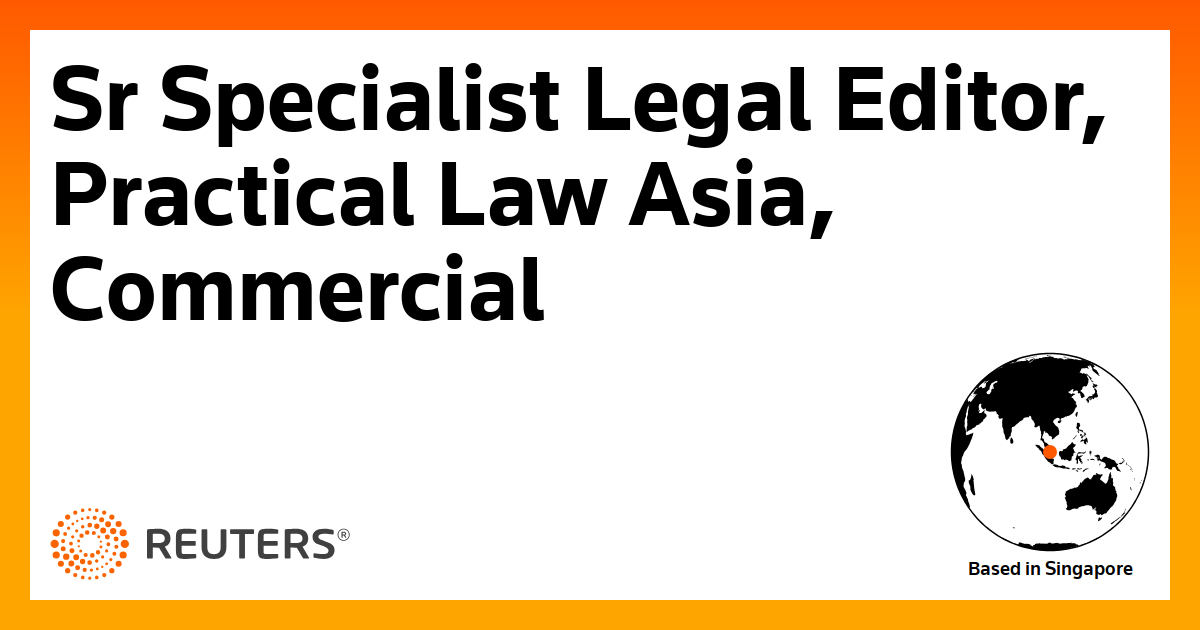 Sr Specialist Legal Editor,
Practical Law Asia,
Commercial
REUTERS®
Based in Singapore